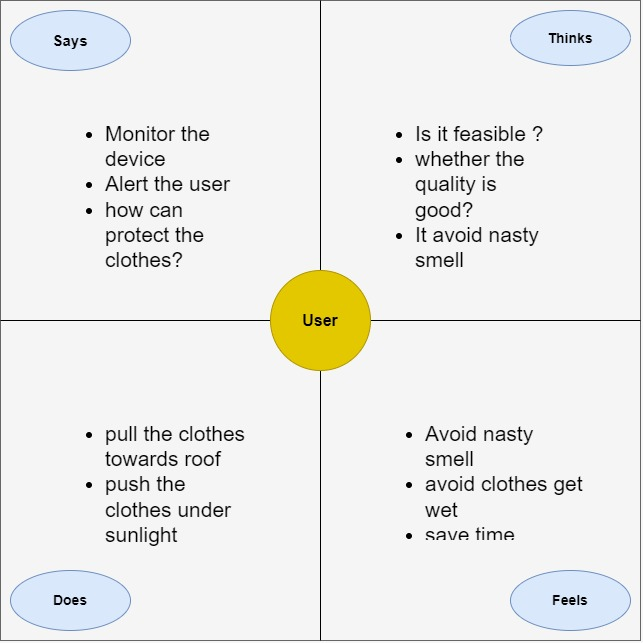 Says
Thinks
• Monitor the
device
• Alert the user
• how can
protect the
clothes?
• Is it feasible ?
• whether the
quality is
good?
• It avoid nasty
smell
User
• pull the clothes
towards roof
• push the
clothes under
sunlight
• Avoid nasty
smell
• avoid clothes get
wet
• save time
Does
Feels